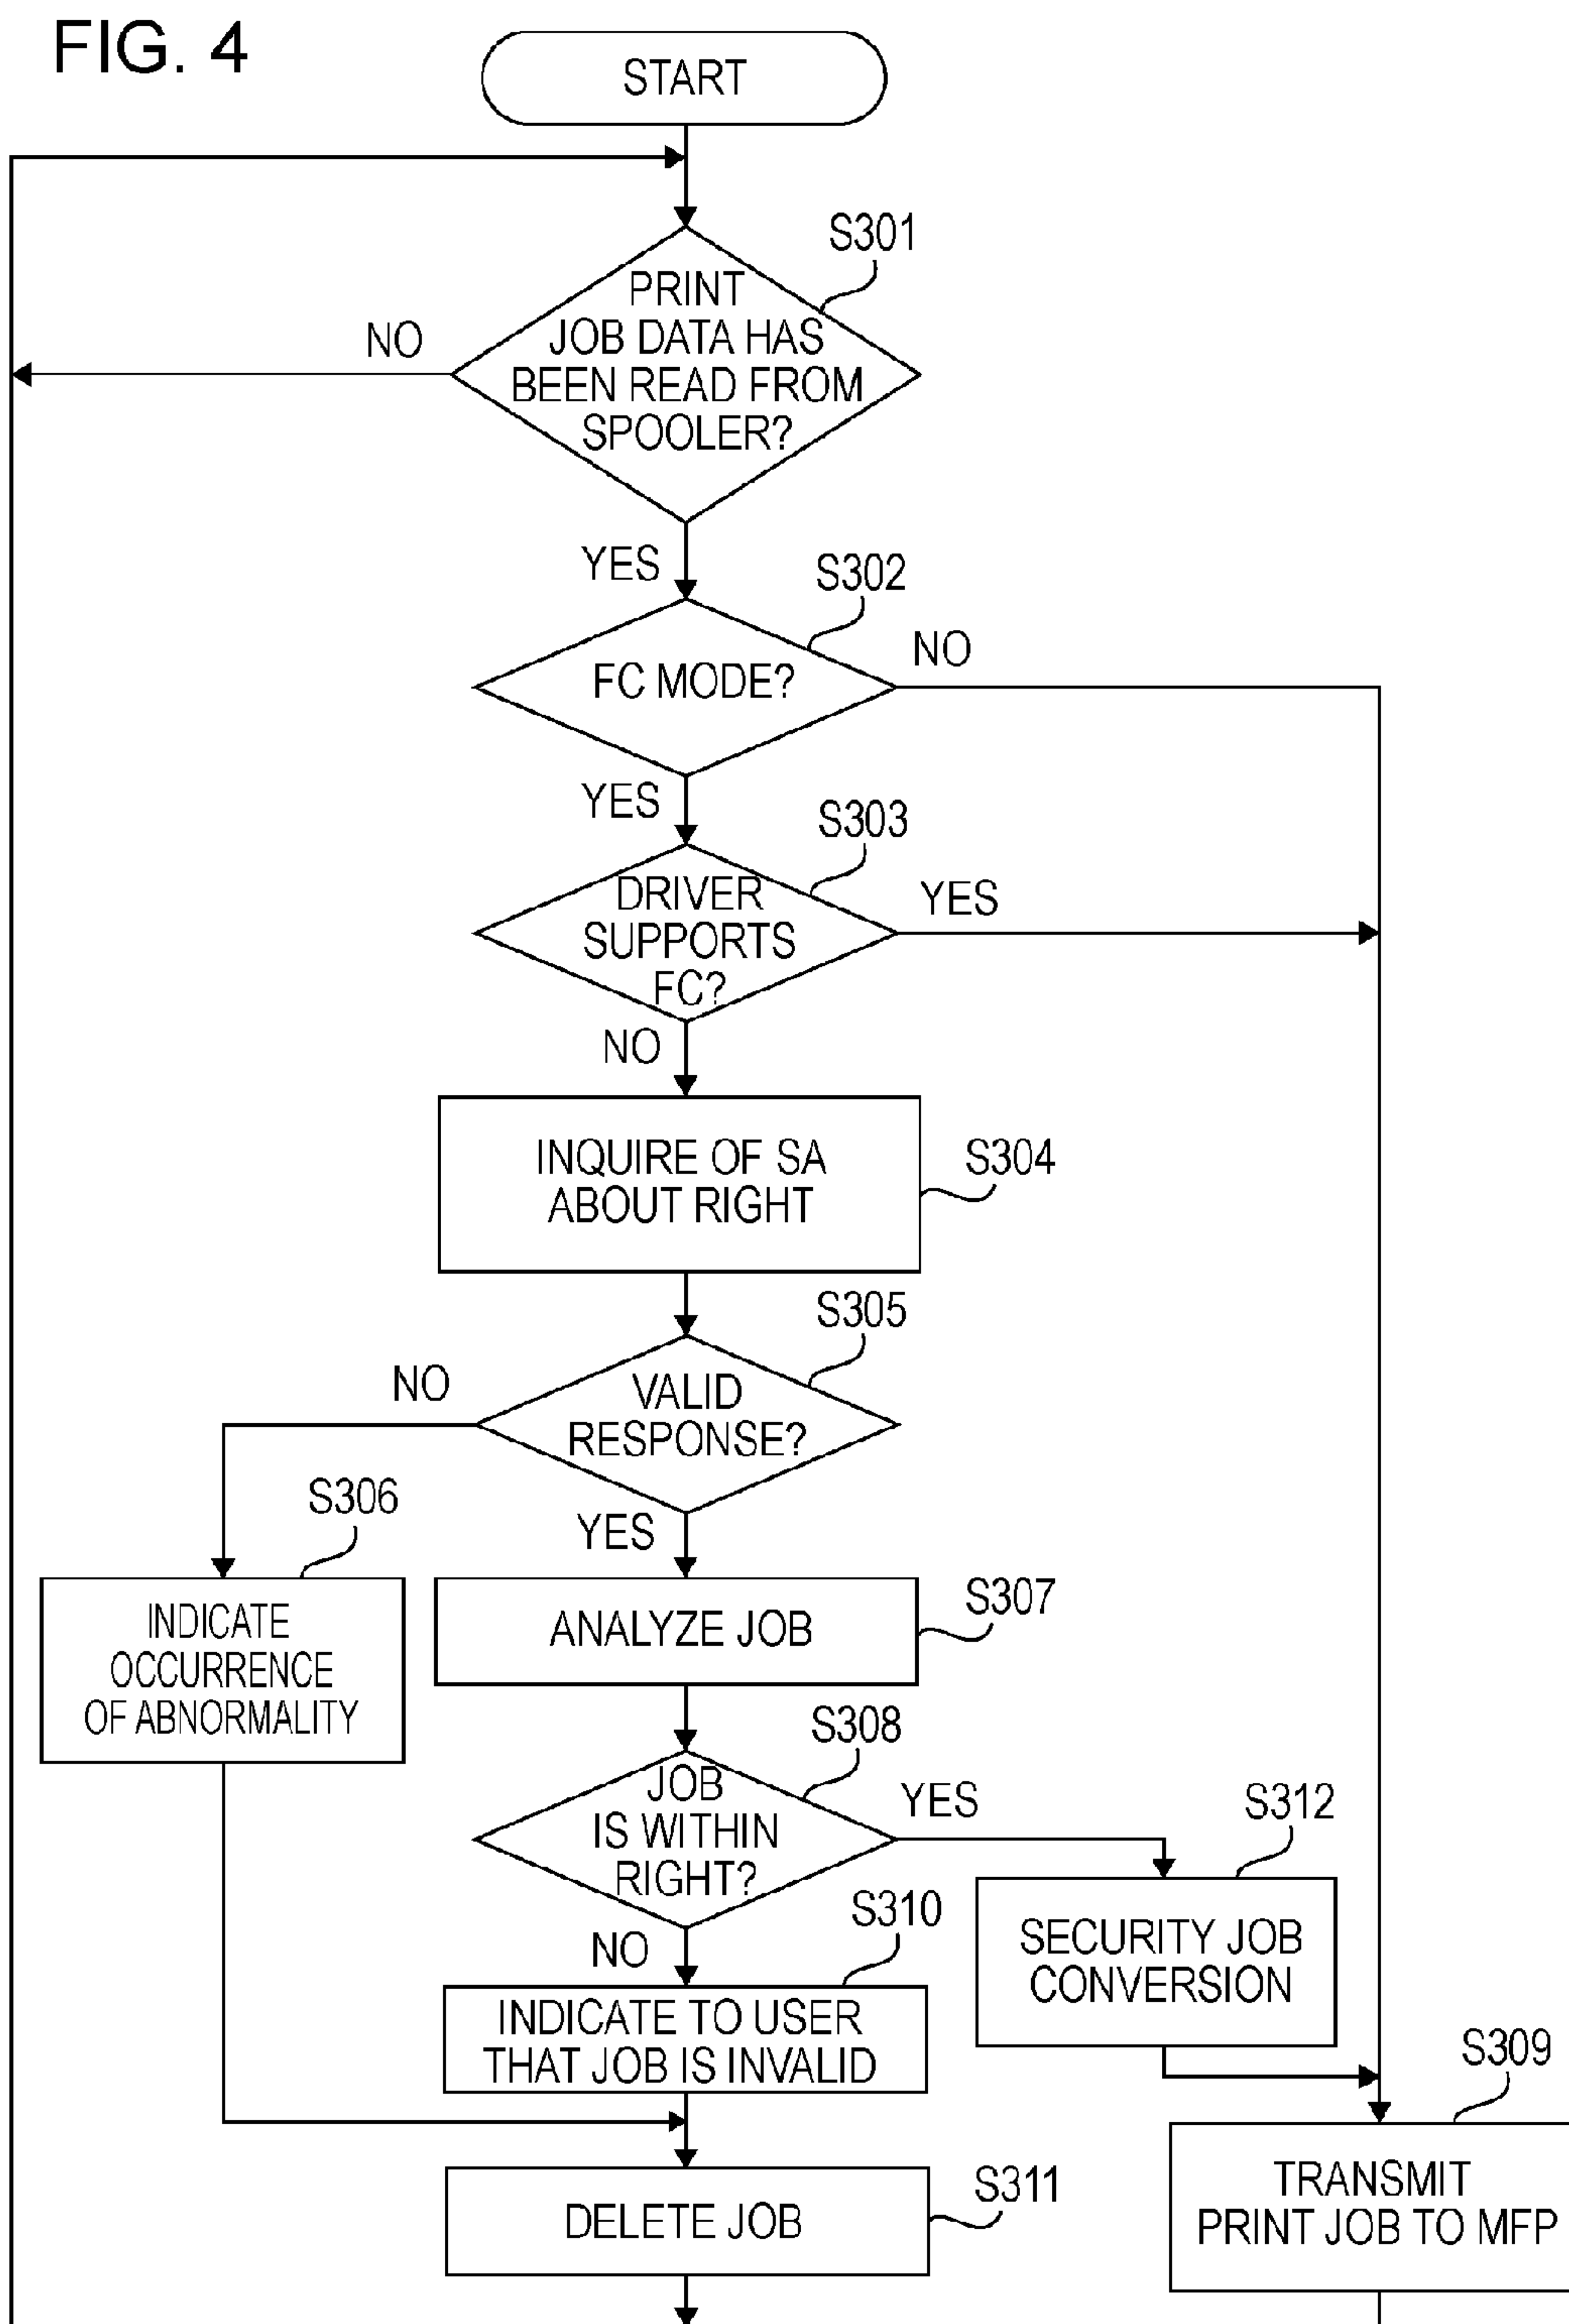 FIG. 4
START
S301
PRINT
JOB DATA HAS
BEEN READ FROM
SPOOLER?
NO
YES
S302
FC MODE?
NO
YES
S303
DRIVER
SUPPORTS
FC?
YES
NO
INQUIRE OF SA
ABOUT RIGHT
S304
S305
VALID
RESPONSE?
NO
YES
S306
INDICATE
OCCURRENCE
OF ABNORMALITY
ANALYZE JOB
S307
S308
JOB
IS WITHIN
RIGHT?
YES
NO
S312
SECURITY JOB
CONVERSION
S310
INDICATE TO USER
THAT JOB IS INVALID
S309
TRANSMIT
PRINT JOB TO MFP
DELETE JOB
S311